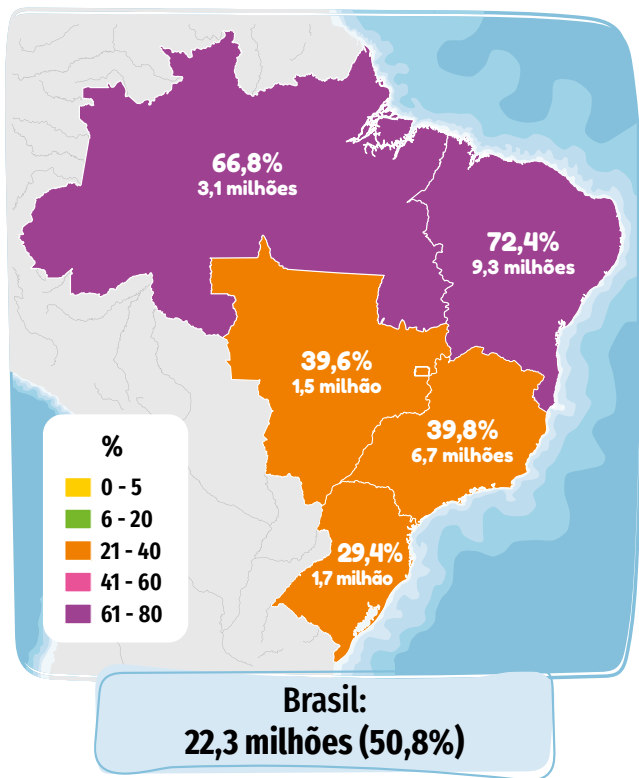 66,8%
3,1 milhões
72,4%
9,3 milhões
39,6%
1,5 milhão
39,8%
6,7 milhões
29,4%
1,7 milhão
%
0 - 5
6 - 20
21 - 40
41 - 60
61 - 80
Brasil:
22,3 milhões (50,8%)